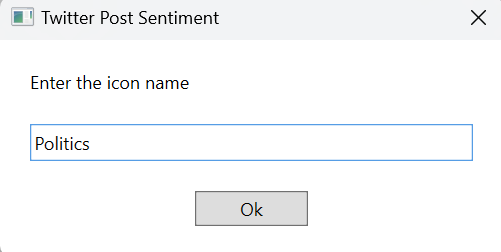 Twitter Post Sentiment
Enter the icon name
Politics
Ok